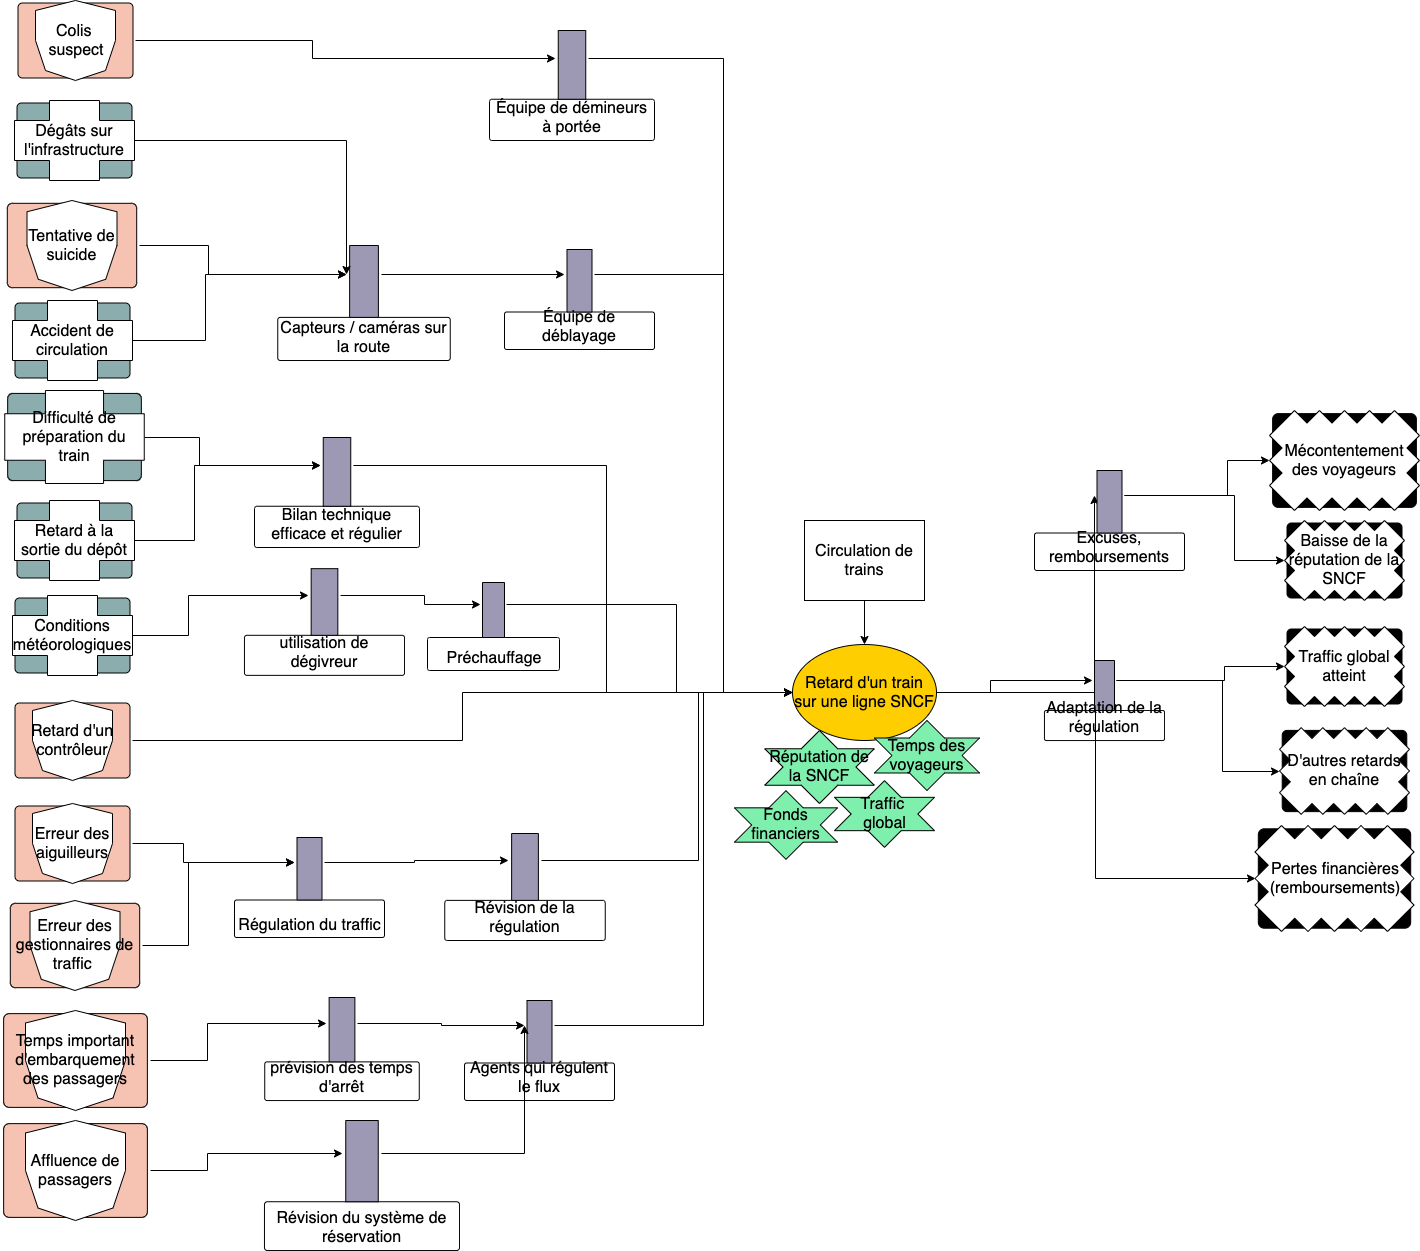 Colis
suspect
Équipe de démineurs
à portée
Dégâts sur
l'infrastructure
Tentative de
suicide
Accident de
circulation
Capteurs / caméras sur
la route
Équipe de
déblayage
Difficulté de
préparation du
train
Retard à la
sortie du dépôt
Bilan technique
efficace et régulier
Conditions
météorologiques
utilisation de
dégivreur
Préchauffage
Retard d'un
contrôleur
Erreur des
aiguilleurs
Erreur des
gestionnaires de
traffic
Régulation du traffic
Révision de la
régulation
Temps important
d'embarquement
des passagers
prévision des temps
d'arrêt
Agents qui régulent
le flux
Affluence de
passagers
Révision du système de
réservation
Circulation de
trains
Retard d'un train
sur une ligne SNCF
Réputation de
la SNCF
Temps des
voyageurs
Fonds
financiers
Traffic
global
Excuses,
remboursements
Adaptation de la
régulation
Mécontentement
des voyageurs
Baisse de la
réputation de la
SNCF
Traffic global
atteint
D'autres retards
en chaîne
Pertes financières
(remboursements)